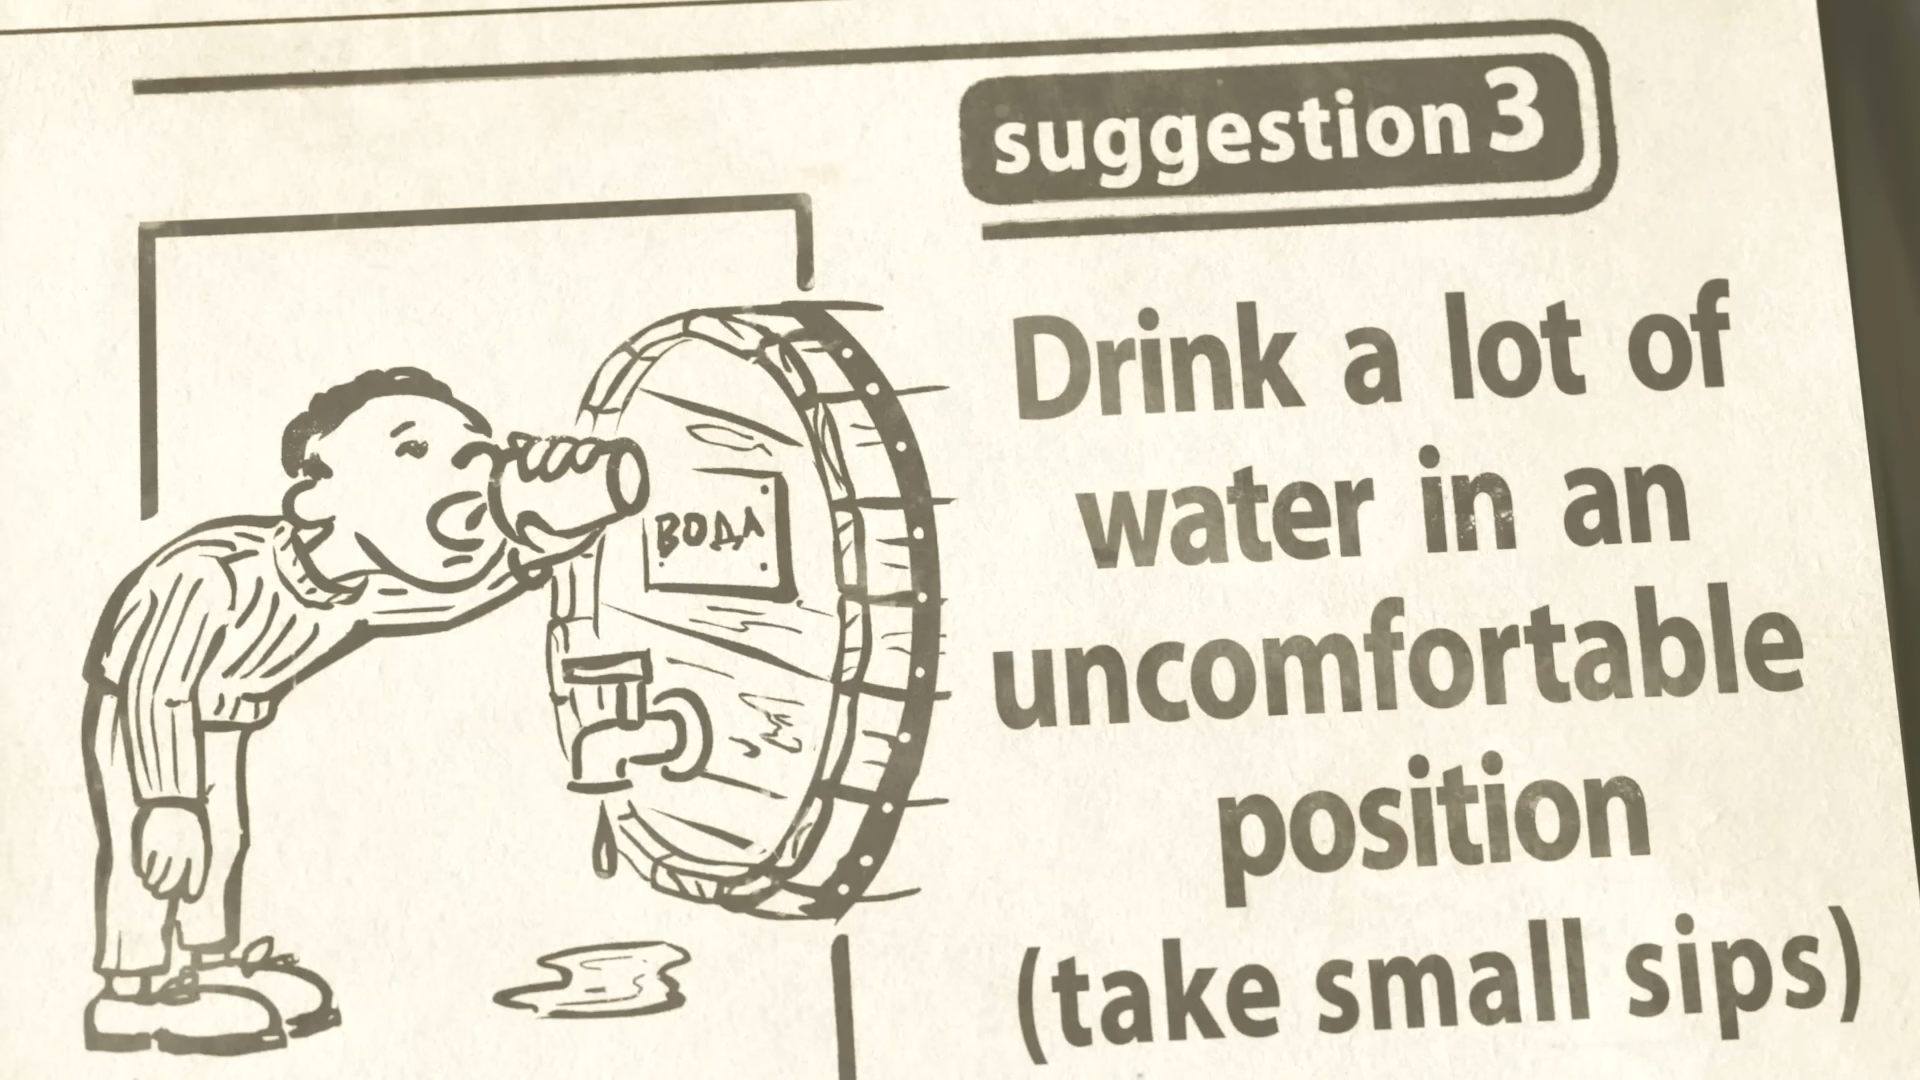 suggestion 3
Drink a lot of
water in an
uncomfortable
position
(take small sips)
ВОДА